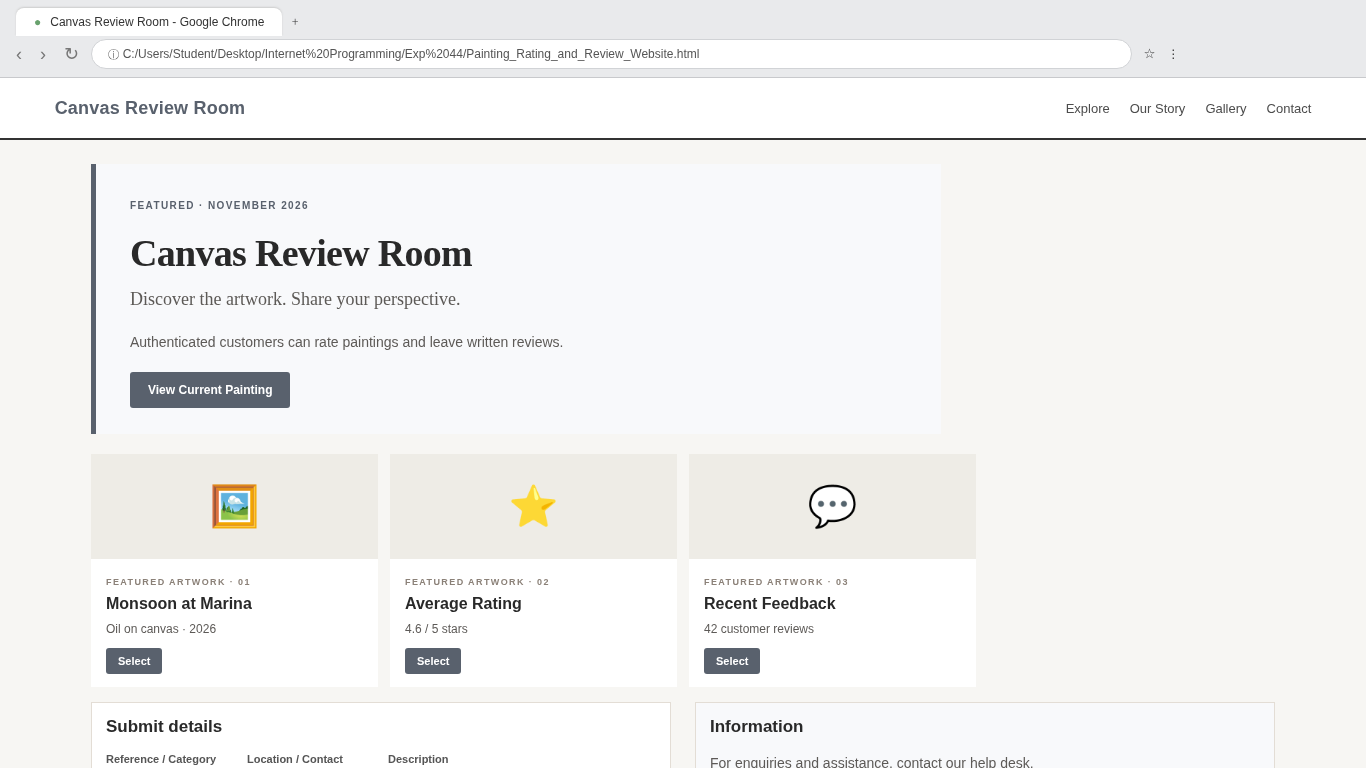 Canvas Review Room - Google Chrome
C:/Users/Student/Desktop/Internet%20Programming/Exp%2044/Painting_Rating_and_Review_Website.html
Canvas Review Room
Explore Our Story Gallery Contact
FEATURED · NOVEMBER 2026
Canvas Review Room
Discover the artwork. Share your perspective.
Authenticated customers can rate paintings and leave written reviews.
View Current Painting
FEATURED ARTWORK · 01
Monsoon at Marina
Oil on canvas · 2026
Select
FEATURED ARTWORK · 02
Average Rating
4.6 / 5 stars
Select
FEATURED ARTWORK · 03
Recent Feedback
42 customer reviews
Select
Submit details
Reference / Category Location / Contact Description
Information
For enquiries and assistance, contact our help desk.